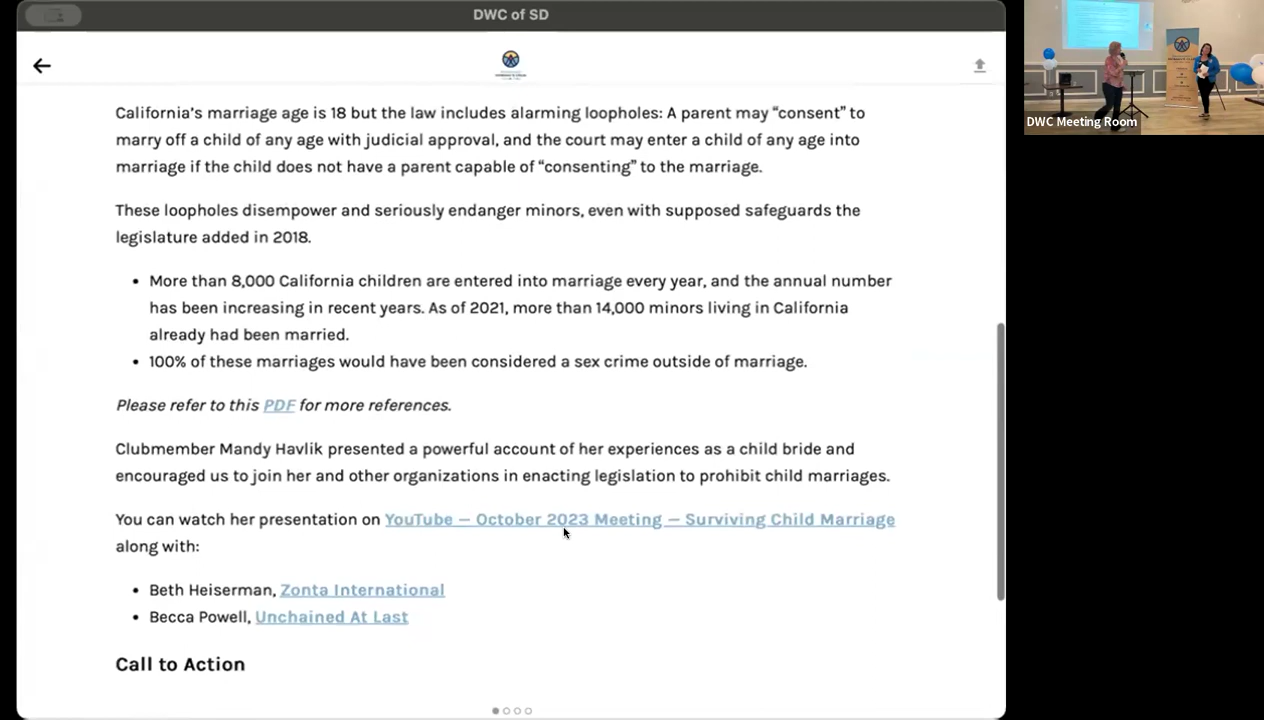 DWC of SD
California’s marriage age is 18 but the law includes alarming loopholes: A parent may “consent” to
marry off a child of any age with judicial approval, and the court may enter a child of any age into
marriage if the child does not have a parent capable of “consenting” to the marriage.
These loopholes disempower and seriously endanger minors, even with supposed safeguards the
legislature added in 2018.
• More than 8,000 California children are entered into marriage every year, and the annual number
has been increasing in recent years. As of 2021, more than 14,000 minors living in California
already had been married.
• 100% of these marriages would have been considered a sex crime outside of marriage.
Please refer to this PDF for more references.
Clubmember Mandy Havlik presented a powerful account of her experiences as a child bride and
encouraged us to join her and other organizations in enacting legislation to prohibit child marriages.
You can watch her presentation on YouTube — October 2023 Meeting — Surviving Child Marriage
along with:
• Beth Heiserman, Zonta International
• Becca Powell, Unchained At Last
Call to Action
DWC Meeting Room